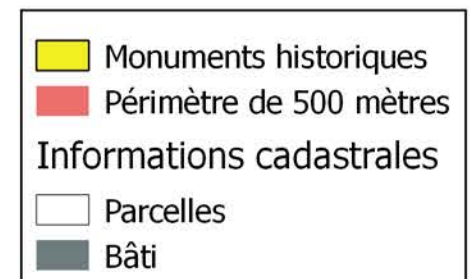 Monuments historiques
Périmètre de 500 mètres
Informations cadastrales
Parcelles
Bâti